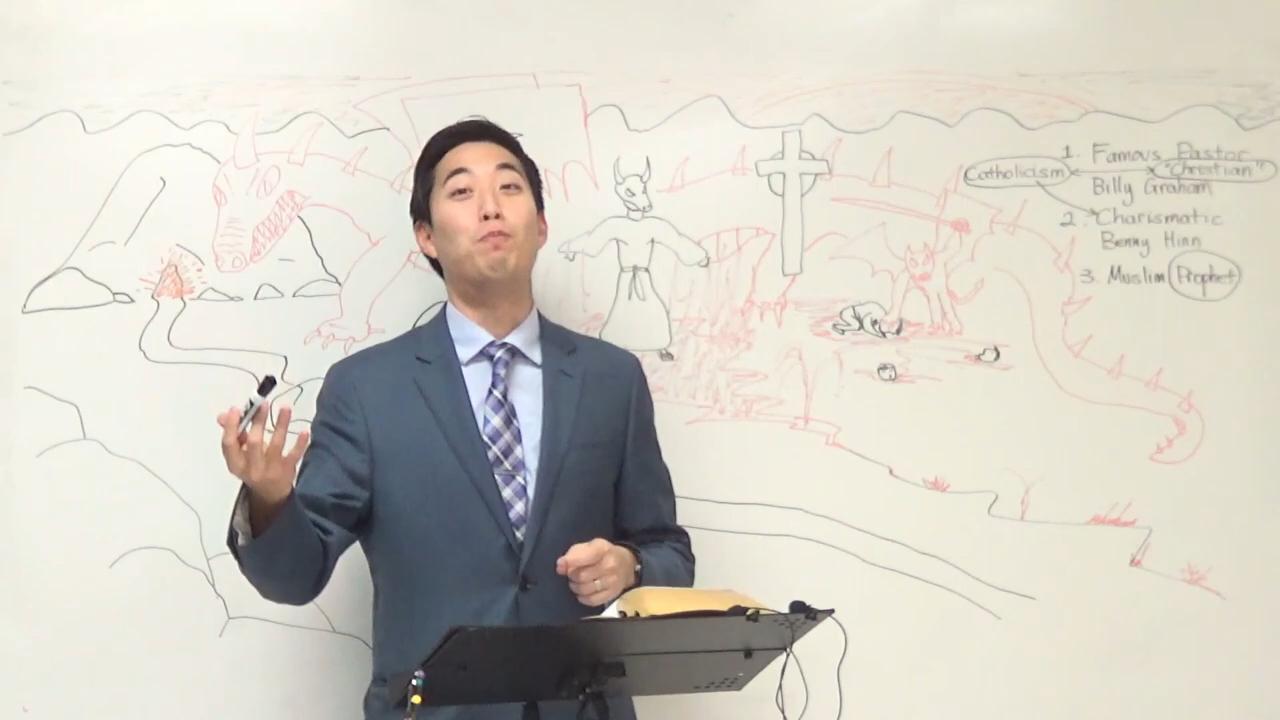 1. Famous Pastor
Catholicism
"Christian"
Billy Graham
2. Charismatic
Benny Hinn
3. Muslim Prophet